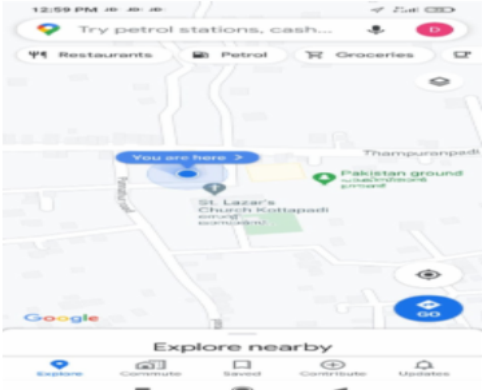 12:59 PM
Try petrol stations, cash...
D
Restaurants
Petrol
Groceries
Thampuranpadi
You are here >
Pakistan ground
St. Lazar's
Church Kottapadi
GO
Google
Explore nearby
Explore
Commute
Saved
Contribute
Updates